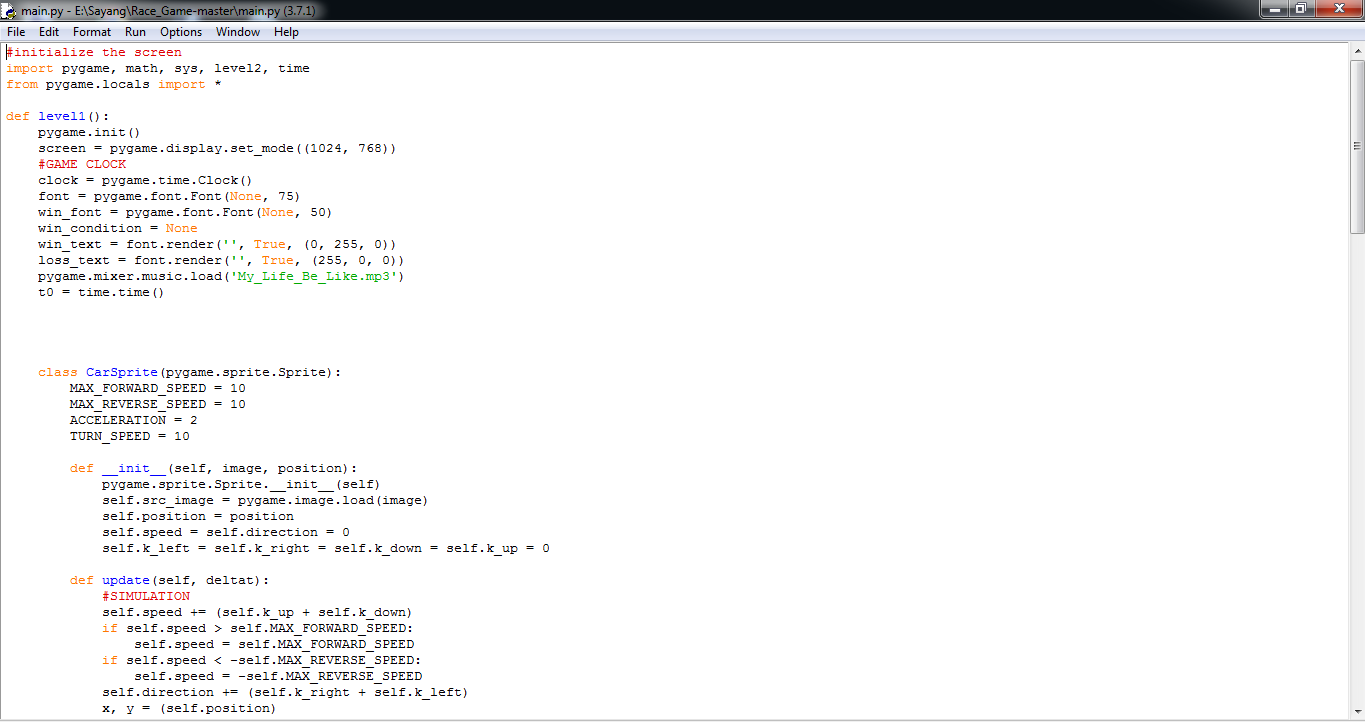 main.py - E:\Sayang\Race_Game-master\main.py (3.7.1)
File Edit Format Run Options Window Help
#initialize the screen
import pygame, math, sys, level2, time
from pygame.locals import *
def level1():
    pygame.init()
    screen = pygame.display.set_mode((1024, 768))
    #GAME CLOCK
    clock = pygame.time.Clock()
    font = pygame.font.Font(None, 75)
    win_font = pygame.font.Font(None, 50)
    win_condition = None
    win_text = font.render('', True, (0, 255, 0))
    loss_text = font.render('', True, (255, 0, 0))
    pygame.mixer.music.load('My_Life_Be_Like.mp3')
    t0 = time.time()
    class CarSprite(pygame.sprite.Sprite):
        MAX_FORWARD_SPEED = 10
        MAX_REVERSE_SPEED = 10
        ACCELERATION = 2
        TURN_SPEED = 10
        def __init__(self, image, position):
            pygame.sprite.Sprite.__init__(self)
            self.src_image = pygame.image.load(image)
            self.position = position
            self.speed = self.direction = 0
            self.k_left = self.k_right = self.k_down = self.k_up = 0
        def update(self, deltat):
            #SIMULATION
            self.speed += (self.k_up + self.k_down)
            if self.speed > self.MAX_FORWARD_SPEED:
                self.speed = self.MAX_FORWARD_SPEED
            if self.speed < -self.MAX_REVERSE_SPEED:
                self.speed = -self.MAX_REVERSE_SPEED
            self.direction += (self.k_right + self.k_left)
            x, y = (self.position)